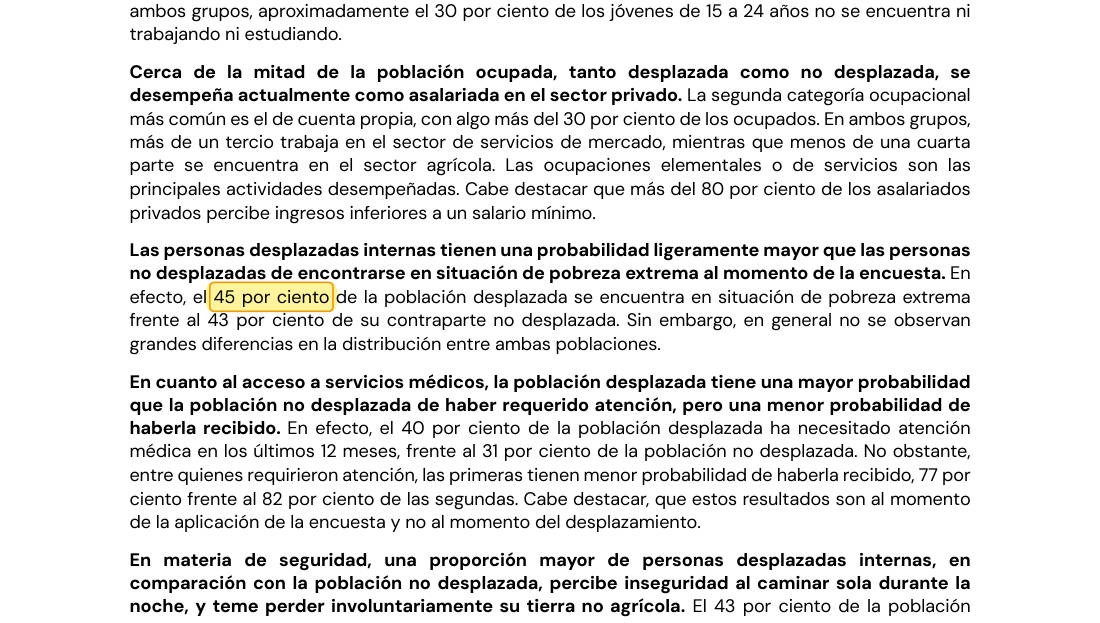 ambos grupos, aproximadamente el 30 por ciento de los jóvenes de 15 a 24 años no se encuentra ni
trabajando ni estudiando.
Cerca de la mitad de la población ocupada, tanto desplazada como no desplazada, se
desempeña actualmente como asalariada en el sector privado. La segunda categoría ocupacional
más común es el de cuenta propia, con algo más del 30 por ciento de los ocupados. En ambos grupos,
más de un tercio trabaja en el sector de servicios de mercado, mientras que menos de una cuarta
parte se encuentra en el sector agrícola. Las ocupaciones elementales o de servicios son las
principales actividades desempeñadas. Cabe destacar que más del 80 por ciento de los asalariados
privados percibe ingresos inferiores a un salario mínimo.
Las personas desplazadas internas tienen una probabilidad ligeramente mayor que las personas
no desplazadas de encontrarse en situación de pobreza extrema al momento de la encuesta. En
efecto, el 45 por ciento de la población desplazada se encuentra en situación de pobreza extrema
frente al 43 por ciento de su contraparte no desplazada. Sin embargo, en general no se observan
grandes diferencias en la distribución entre ambas poblaciones.
En cuanto al acceso a servicios médicos, la población desplazada tiene una mayor probabilidad
que la población no desplazada de haber requerido atención, pero una menor probabilidad de
haberla recibido. En efecto, el 40 por ciento de la población desplazada ha necesitado atención
médica en los últimos 12 meses, frente al 31 por ciento de la población no desplazada. No obstante,
entre quienes requirieron atención, las primeras tienen menor probabilidad de haberla recibido, 77 por
ciento frente al 82 por ciento de las segundas. Cabe destacar, que estos resultados son al momento
de la aplicación de la encuesta y no al momento del desplazamiento.
En materia de seguridad, una proporción mayor de personas desplazadas internas, en
comparación con la población no desplazada, percibe inseguridad al caminar sola durante la
noche, y teme perder involuntariamente su tierra no agrícola. El 43 por ciento de la población